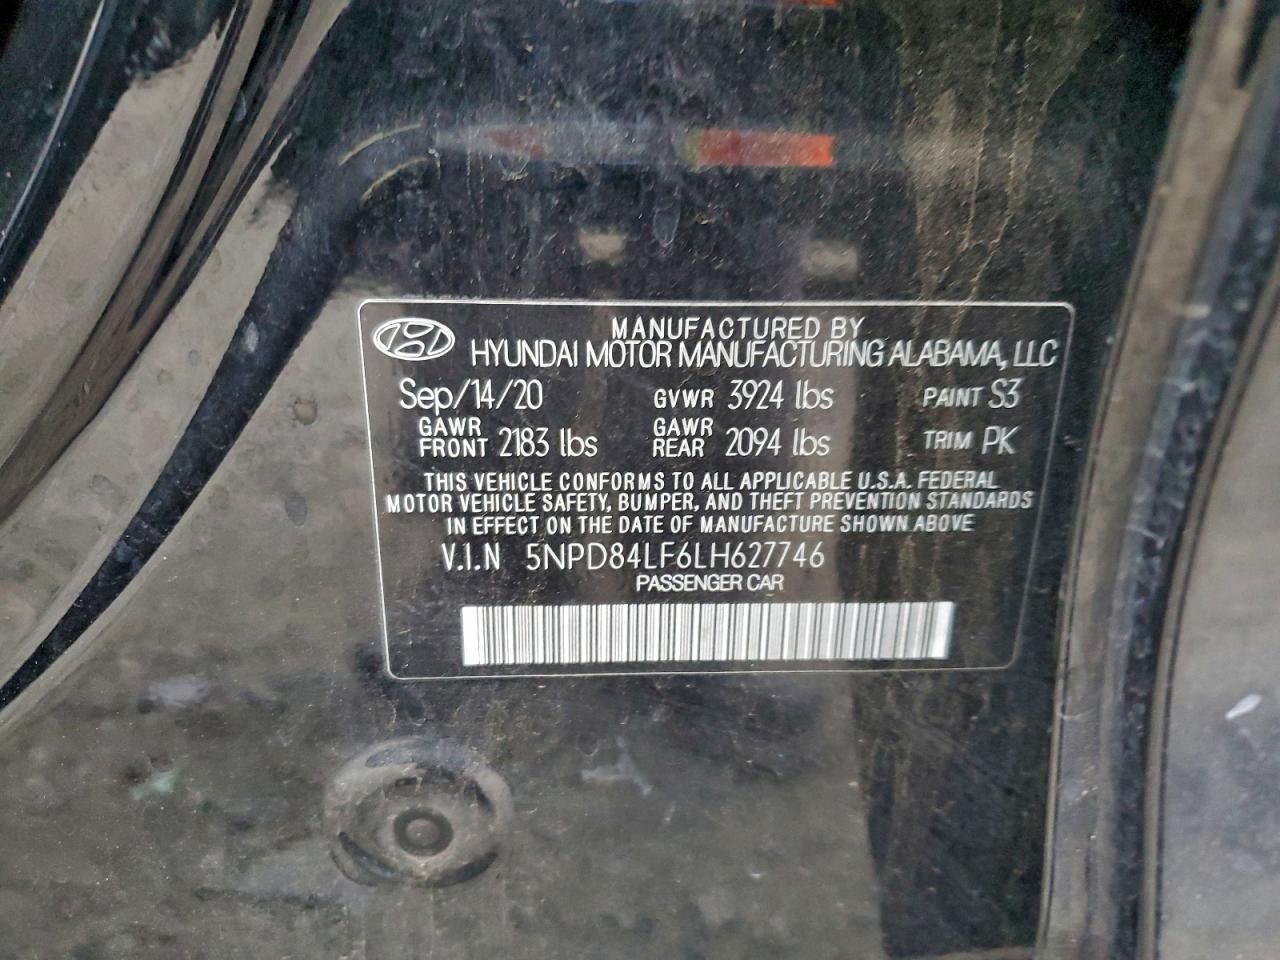 MANUFACTURED BY
HYUNDAI MOTOR MANUFACTURING ALABAMA, LLC
Sep/14/20 GVWR 3924 lbs PAINT S3
GAWR FRONT 2183 lbs GAWR REAR 2094 lbs TRIM PK
THIS VEHICLE CONFORMS TO ALL APPLICABLE U.S.A. FEDERAL
MOTOR VEHICLE SAFETY, BUMPER, AND THEFT PREVENTION STANDARDS
IN EFFECT ON THE DATE OF MANUFACTURE SHOWN ABOVE
V.I.N 5NPD84LF6LH627746
PASSENGER CAR